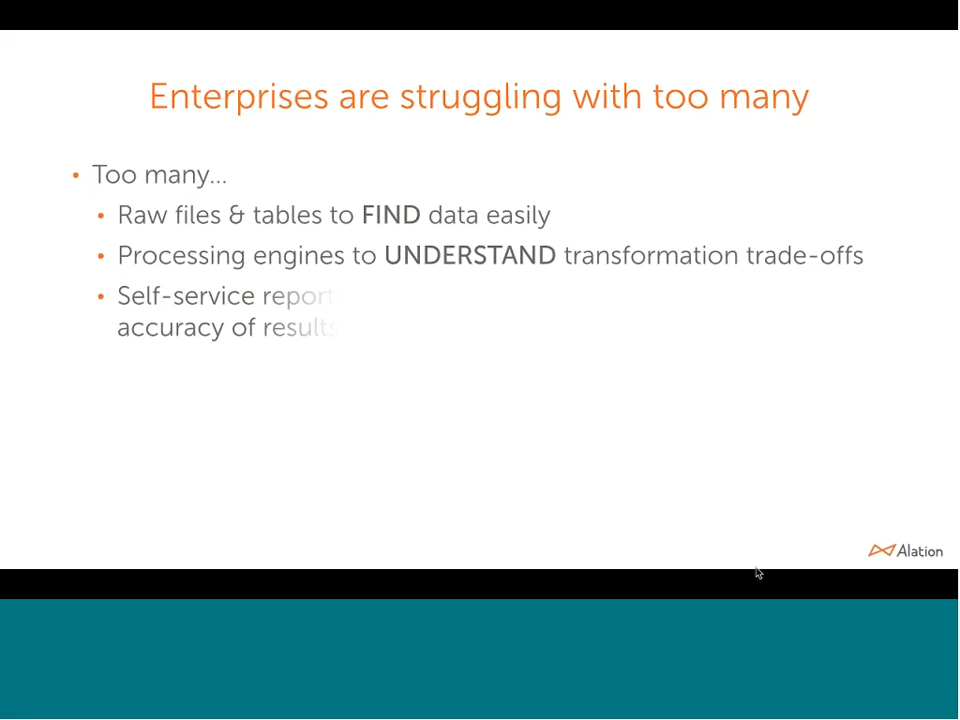 Enterprises are struggling with too many
• Too many...
• Raw files & tables to FIND data easily
• Processing engines to UNDERSTAND transformation trade-offs
• Self-service report
accuracy of results
Alation